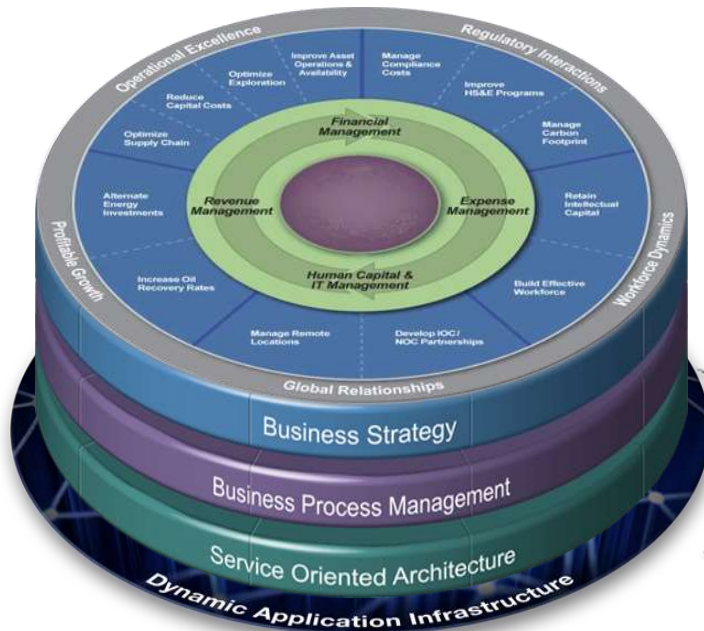 Operational Excellence
Regulatory Interactions
Improve Asset
Operations &
Availability
Manage
Compliance
Costs
Optimize
Exploration
Improve
HS&E Programs
Reduce
Capital Costs
Manage
Carbon
Footprint
Optimize
Supply Chain
Financial
Management
Alternate
Energy
Investments
Revenue
Management
Expense
Management
Retain
Intellectual
Capital
Profitable Growth
Workforce Dynamics
Human Capital &
IT Management
Increase Oil
Recovery Rates
Build Effective
Workforce
Manage Remote
Locations
Develop IOC/
NOC Partnerships
Global Relationships
Business Strategy
Business Process Management
Service Oriented Architecture
Dynamic Application Infrastructure